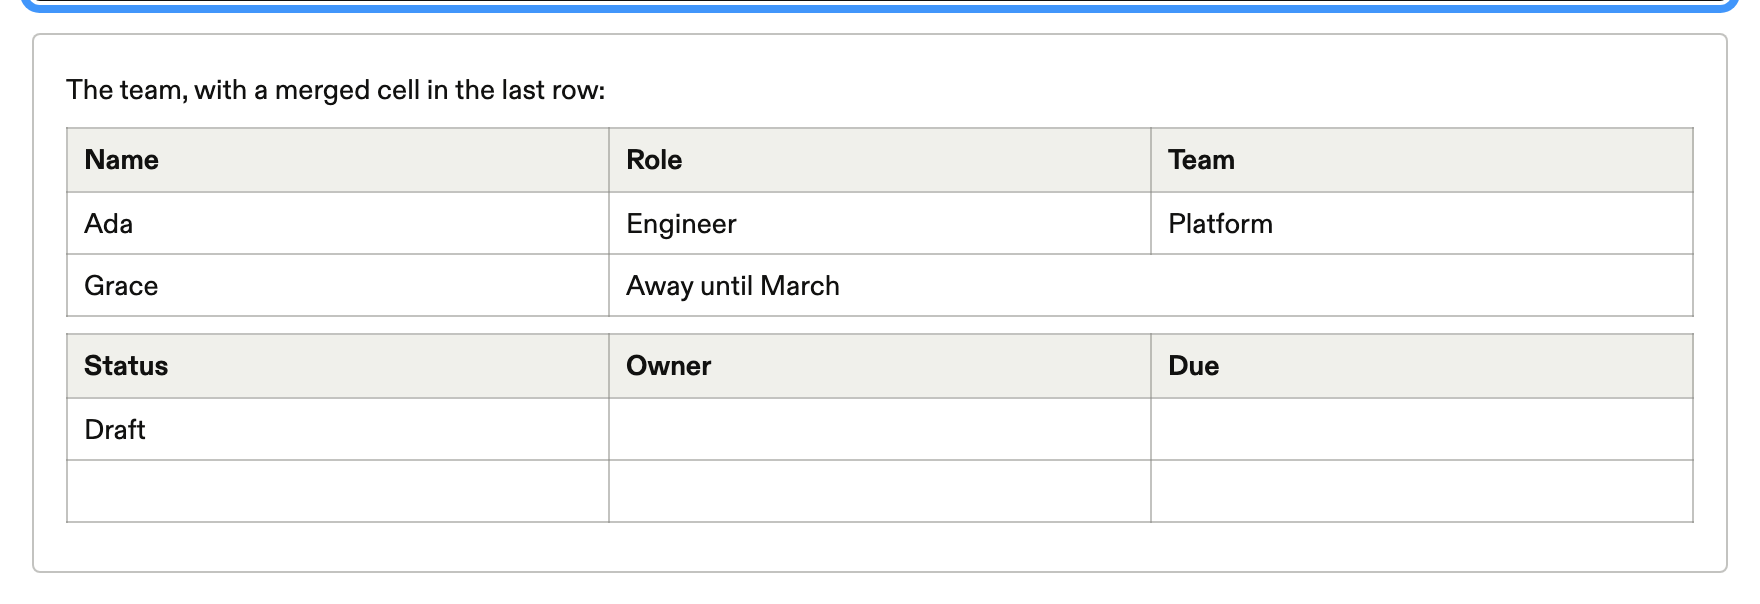 The team, with a merged cell in the last row:
Name Role Team
Ada Engineer Platform
Grace Away until March
Status Owner Due
Draft